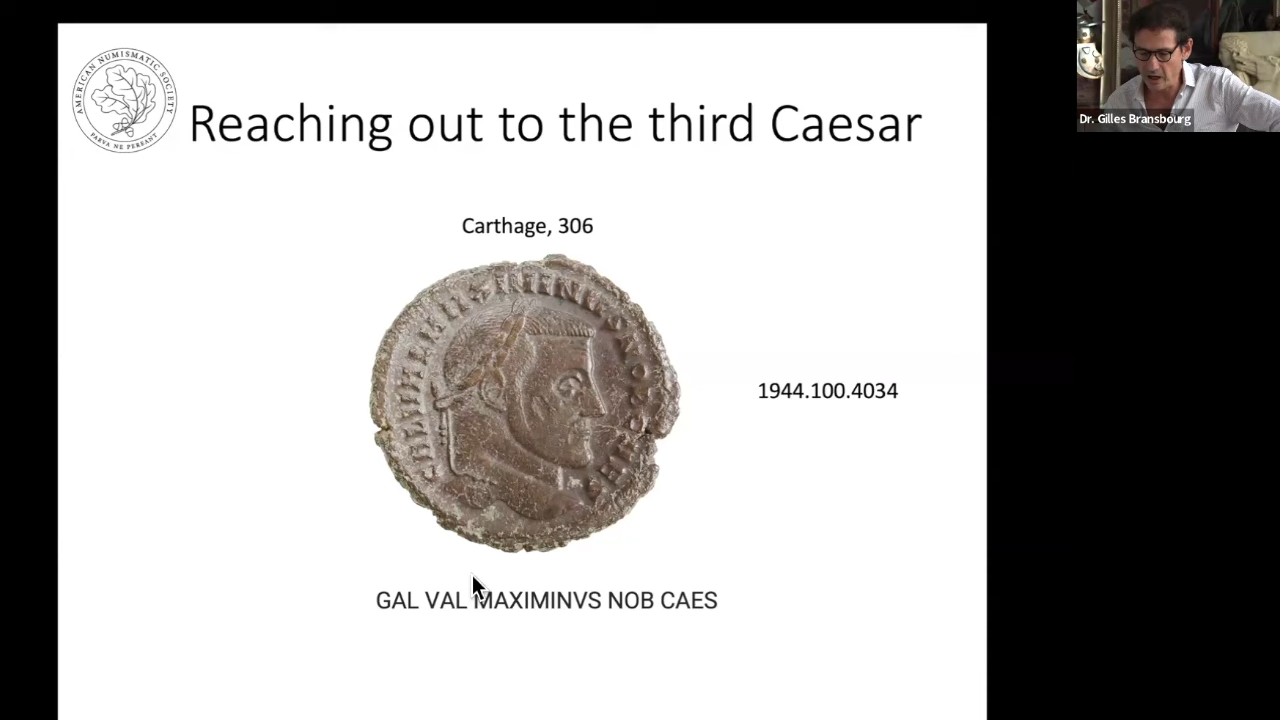 AMERICAN NUMISMATIC SOCIETY
PARVA NE PEREANT
Reaching out to the third Caesar
Dr. Gilles Bransbourg
Carthage, 306
1944.100.4034
GAL VAL MAXIMINVS NOB CAES